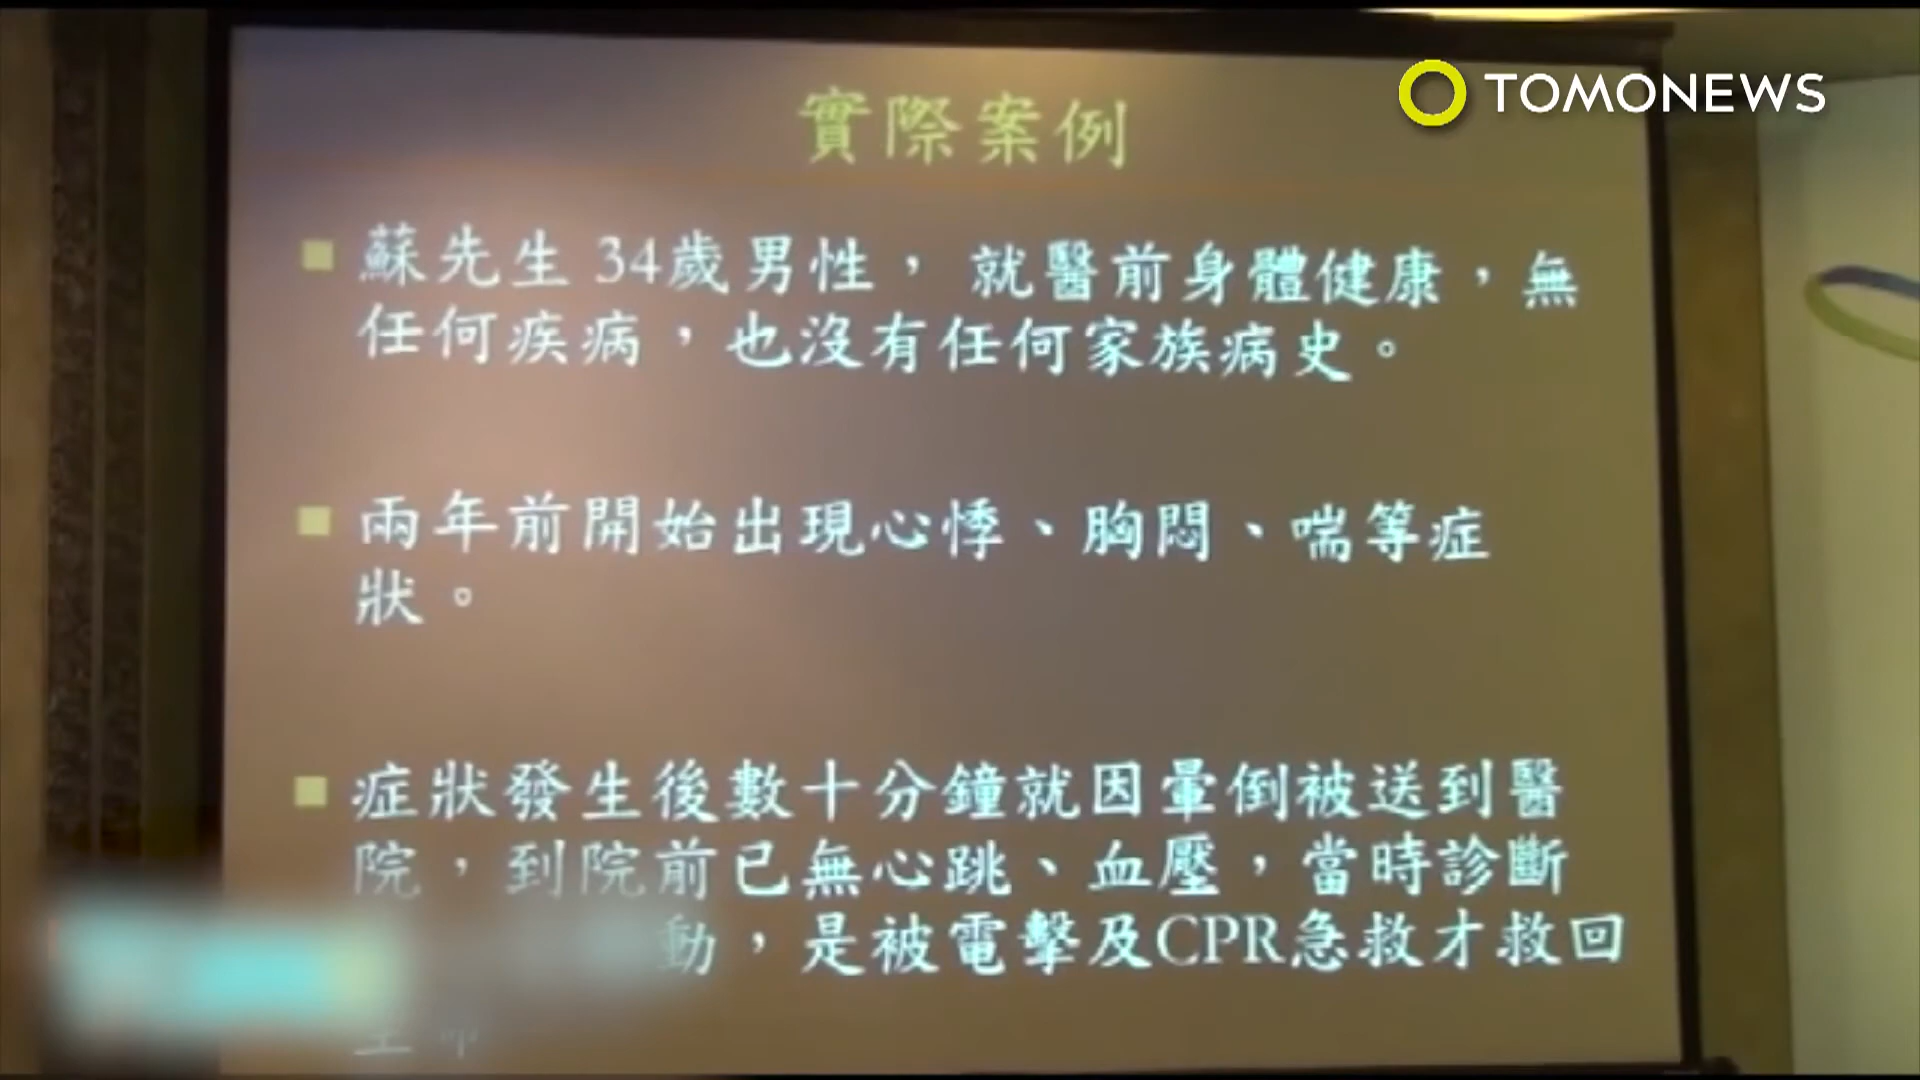 TOMONEWS
實際案例
蘇先生 34歲男性， 就醫前身體健康，無
任何疾病，也沒有任何家族病史。
兩年前開始出現心悸、胸悶、喘等症
狀。
症狀發生後數十分鐘就因暈倒被送到醫
院，到院前已無心跳、血壓，當時診斷
動，是被電擊及CPR急救才救回